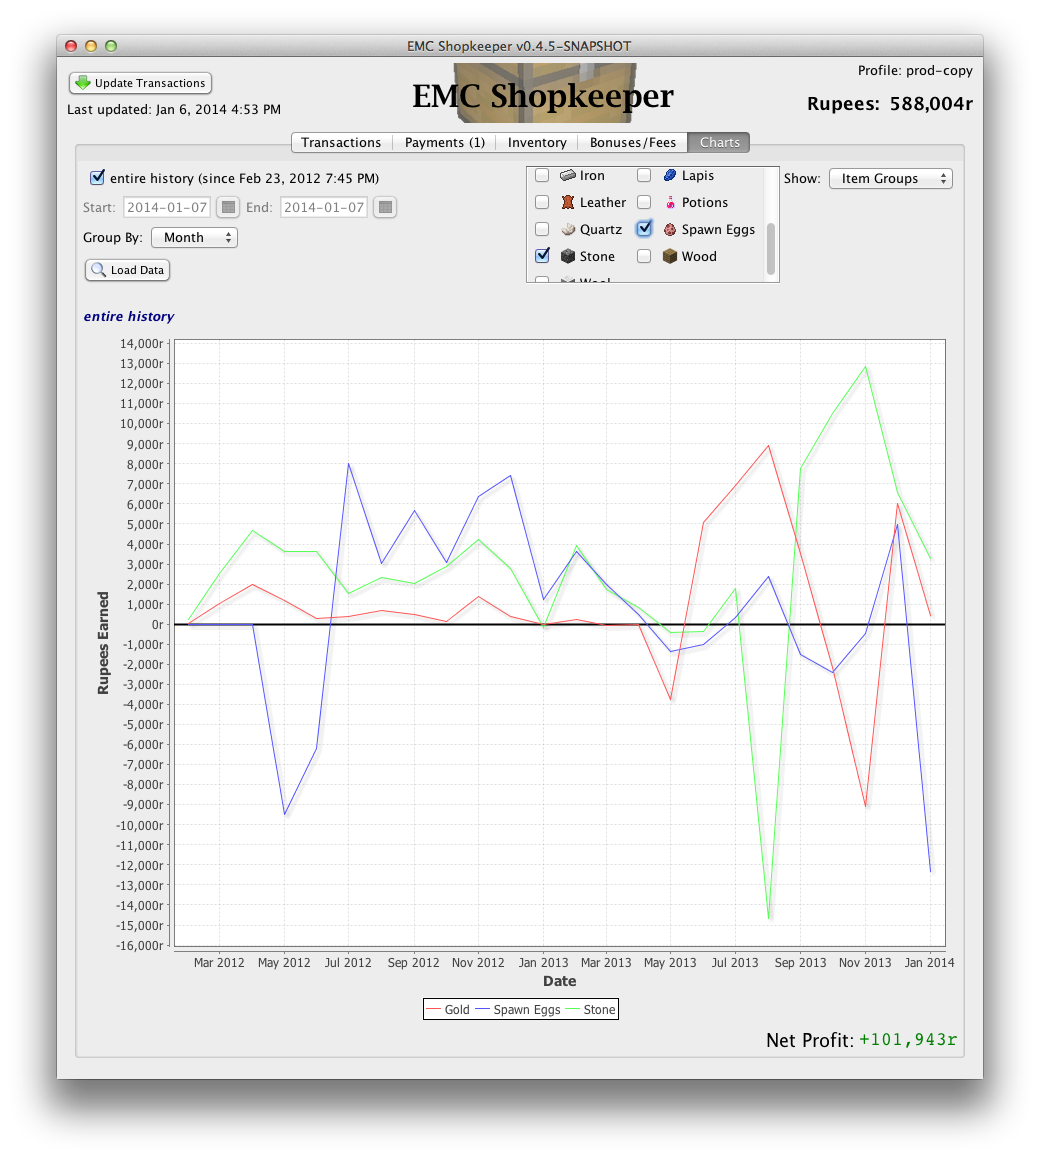 EMC Shopkeeper v0.4.5-SNAPSHOT
Update Transactions
Last updated: Jan 6, 2014 4:53 PM
EMC Shopkeeper
Profile: prod-copy
Rupees: 588,004r
Transactions Payments (1) Inventory Bonuses/Fees Charts
entire history (since Feb 23, 2012 7:45 PM)
Start: 2014-01-07 End: 2014-01-07
Group By: Month
Load Data
Iron Lapis
Leather Potions
Quartz Spawn Eggs
Stone Wood
Wool
Show: Item Groups
entire history
14,000r
13,000r
12,000r
11,000r
10,000r
9,000r
8,000r
7,000r
6,000r
5,000r
4,000r
3,000r
2,000r
1,000r
0r
-1,000r
-2,000r
-3,000r
-4,000r
-5,000r
-6,000r
-7,000r
-8,000r
-9,000r
-10,000r
-11,000r
-12,000r
-13,000r
-14,000r
-15,000r
-16,000r
Rupees Earned
Mar 2012 May 2012 Jul 2012 Sep 2012 Nov 2012 Jan 2013 Mar 2013 May 2013 Jul 2013 Sep 2013 Nov 2013 Jan 2014
Date
Gold Spawn Eggs Stone
Net Profit: +101,943r